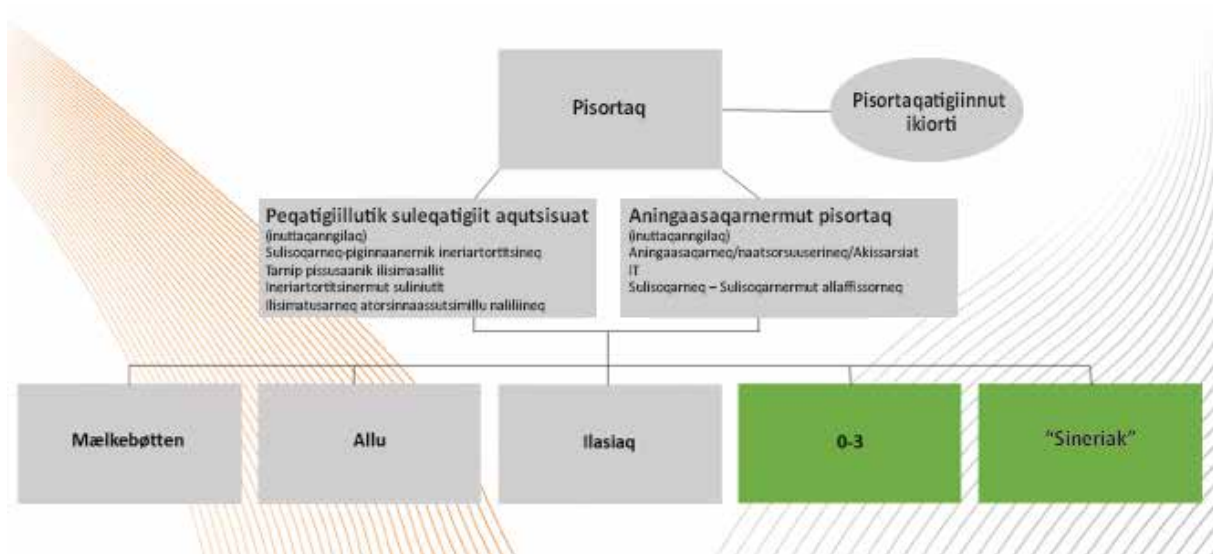 Pisortaq
Pisortaqatigiinnut
ikiorti
Peqatigiillutik suleqatigiit aqutsisuat
(inuttaqanngilaq)
Sulisoqarneq-piginnaanernik ineriartortitsineq
Tarnip pissusaanik ilisimasallit
Ineriartortitsinermut suliniutit
Ilisimatusarneq atorsinnaassutsimillu naliliineq
Aningaasaqarnermut pisortaq
(inuttaqanngilaq)
Aningaasaqarneq/naatsorsuuserineq/Akissarsiat
IT
Sulisoqarneq – Sulisoqarnermut allaffissorneq
Mælkebøtten
Allu
Ilasiaq
0-3
"Sineriak"